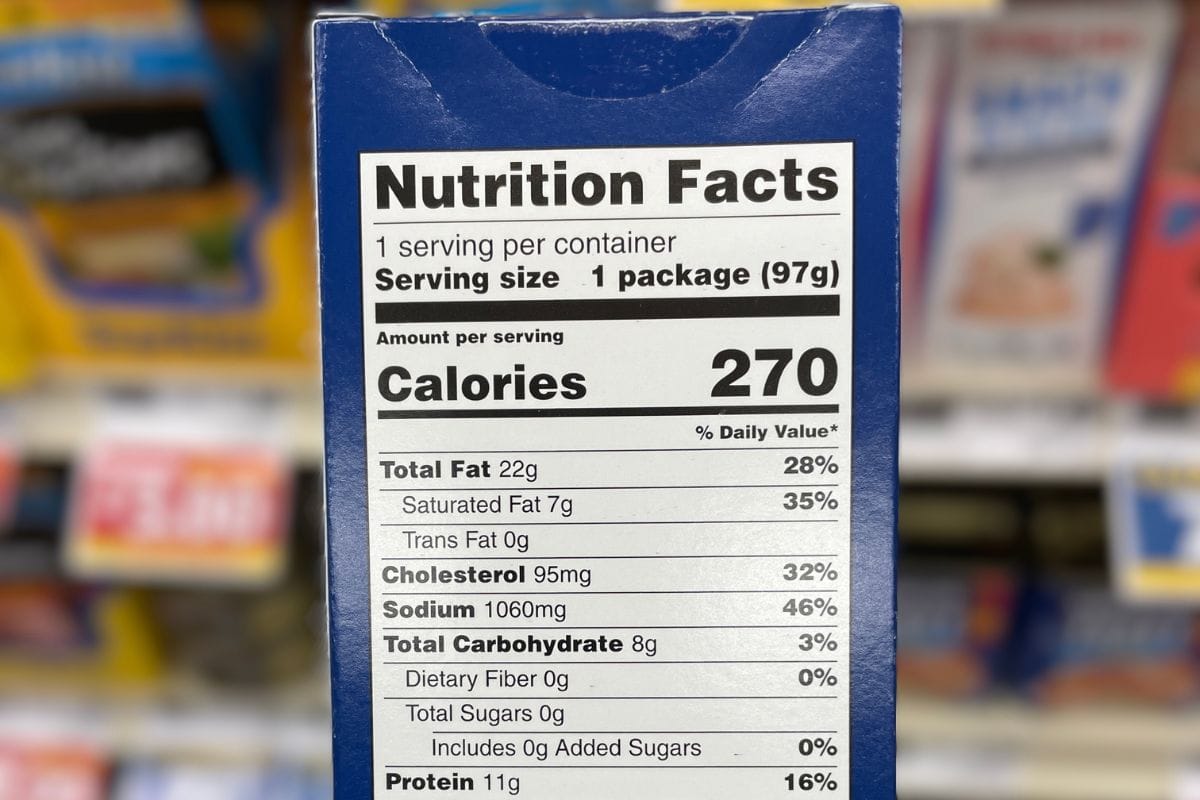 Nutrition Facts
1 serving per container
Serving size 1 package (97g)
Amount per serving
Calories 270
% Daily Value*
Total Fat 22g 28%
Saturated Fat 7g 35%
Trans Fat 0g
Cholesterol 95mg 32%
Sodium 1060mg 46%
Total Carbohydrate 8g 3%
Dietary Fiber 0g 0%
Total Sugars 0g
Includes 0g Added Sugars 0%
Protein 11g 16%